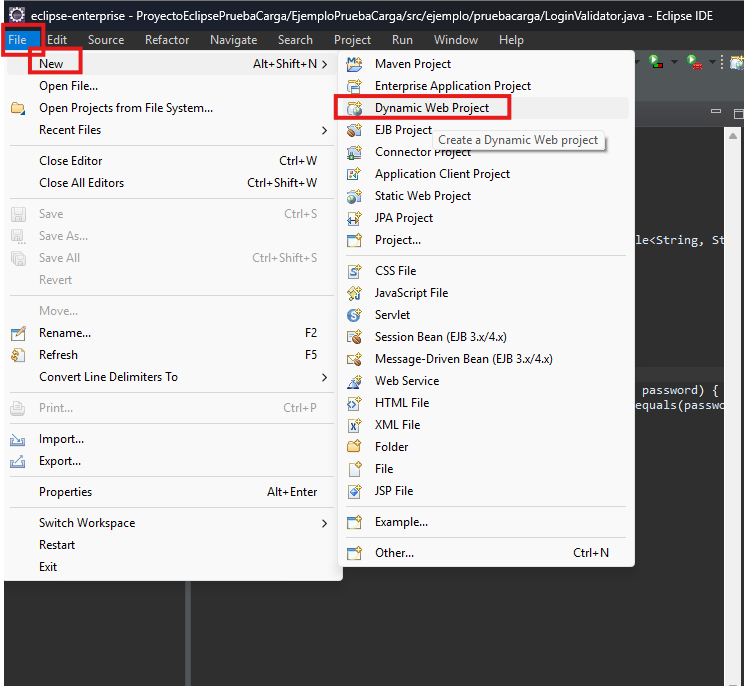 eclipse-enterprise - ProyectoEclipsePruebaCarga/EjemploPruebaCarga/src/ejemplo/pruebacarga/LoginValidator.java - Eclipse IDE
File Edit Source Refactor Navigate Search Project Run Window Help
New Alt+Shift+N >
Open File...
Open Projects from File System...
Recent Files >
Close Editor Ctrl+W
Close All Editors Ctrl+Shift+W
Save Ctrl+S
Save As...
Save All Ctrl+Shift+S
Revert
Move...
Rename... F2
Refresh F5
Convert Line Delimiters To >
Print... Ctrl+P
Import...
Export...
Properties Alt+Enter
Switch Workspace >
Restart
Exit
Maven Project
Enterprise Application Project
Dynamic Web Project
EJB Project
Create a Dynamic Web project
Connector Project
Application Client Project
Static Web Project
JPA Project
Project...
CSS File
JavaScript File
Servlet
Session Bean (EJB 3.x/4.x)
Message-Driven Bean (EJB 3.x/4.x)
Web Service
HTML File
XML File
Folder
File
JSP File
Example...
Other... Ctrl+N
le<String, St
password) {
equals(passwo